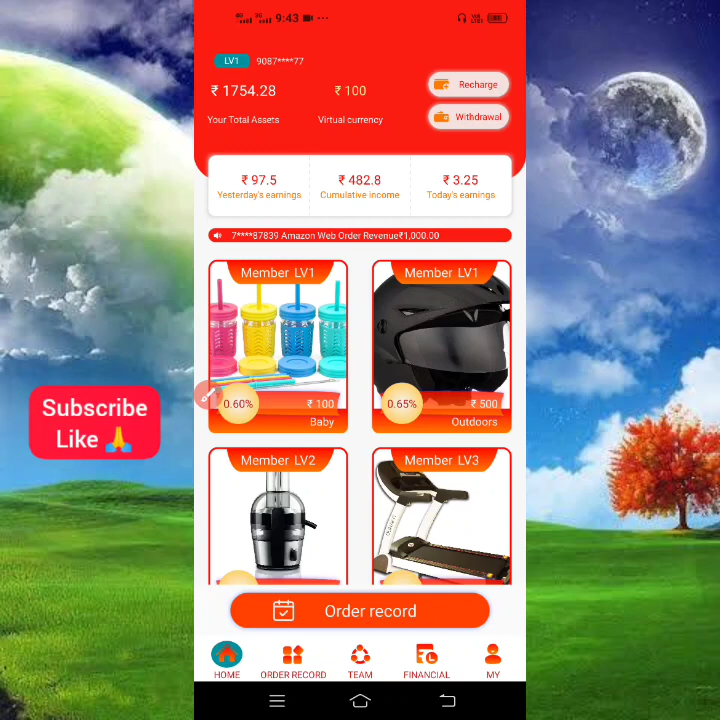 4G 3G 9:43
LV1 9087****77
₹ 1754.28 ₹ 100
Recharge
Your Total Assets Virtual currency
Withdrawal
₹ 97.5 ₹ 482.8 ₹ 3.25
Yesterday's earnings Cumulative income Today's earnings
7****87839 Amazon Web Order Revenue₹1,000.00
Member LV1 Member LV1
0.60% ₹ 100 0.65% ₹ 500
Baby Outdoors
Subscribe
Like 🙏
Member LV2 Member LV3
Order record
HOME ORDER RECORD TEAM FINANCIAL MY